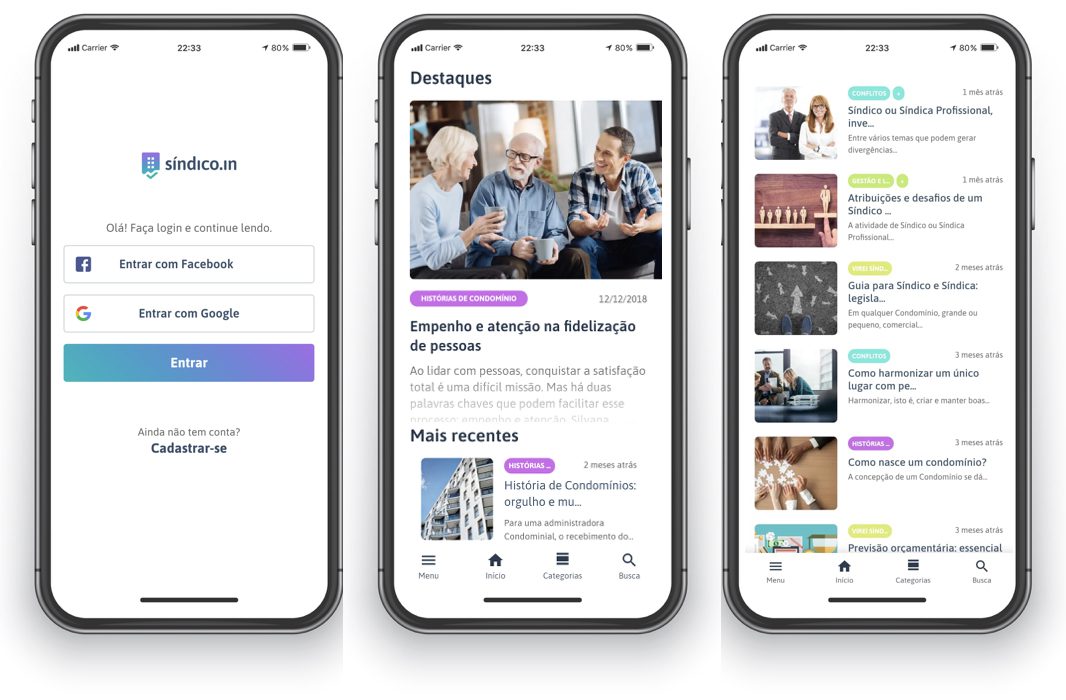 Carrier
22:33
80%
síndico.ın
Olá! Faça login e continue lendo.
Entrar com Facebook
Entrar com Google
Entrar
Ainda não tem conta?
Cadastrar-se
Carrier
22:33
80%
Destaques
HISTÓRIAS DE CONDOMÍNIO
12/12/2018
Empenho e atenção na fidelização
de pessoas
Ao lidar com pessoas, conquistar a satisfação
total é uma difícil missão. Mas há duas
palavras chaves que podem facilitar esse
processo: empenho e atenção. Silvana
Mais recentes
HISTÓRIAS ...
2 meses atrás
História de Condomínios:
orgulho e mu...
Para uma administradora
Condominial, o recebimento do...
Menu
Início
Categorias
Busca
Carrier
22:33
80%
CONFLITOS
+
1 mês atrás
Síndico ou Síndica Profissional,
inve...
Entre vários temas que podem gerar
divergências...
GESTÃO E I...
+
1 mês atrás
Atribuições e desafios de um
Síndico ...
A atividade de Síndico ou Síndica
Profissional...
VIREI SÍND...
2 meses atrás
Guia para Síndico e Síndica:
legisla...
Em qualquer Condomínio, grande ou
pequeno, comercial...
CONFLITOS
3 meses atrás
Como harmonizar um único
lugar com pe...
Harmonizar, isto é, criar e manter boas...
HISTÓRIAS ...
3 meses atrás
Como nasce um condomínio?
A concepção de um Condomínio se dá...
VIREI SÍND...
3 meses atrás
Previsão orçamentária: essencial
Menu
Início
Categorias
Busca